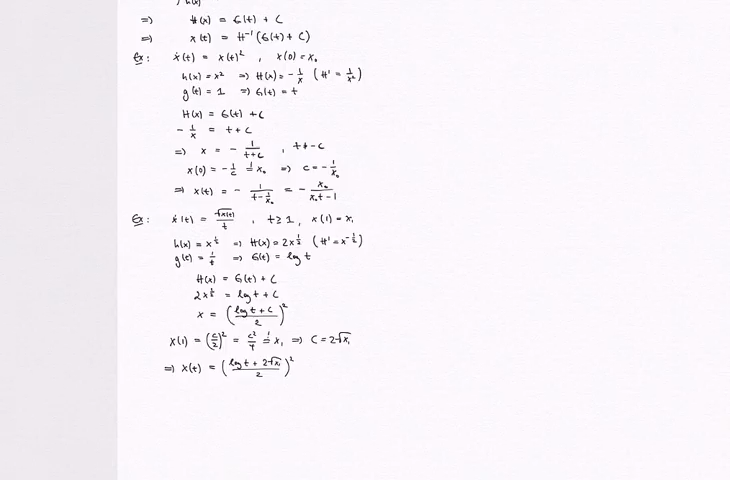 h(x)
⇒ H(x) = G(t) + C
⇒ x(t) = H⁻¹(G(t) + C)
Ex: ẋ(t) = x(t)², x(0) = x₀
h(x) = x² ⇒ H(x) = -1/x (H' = 1/x²)
g(t) = 1 ⇒ G(t) = t
H(x) = G(t) + C
-1/x = t + C
⇒ x = - 1/(t+C), t ≠ -C
x(0) = -1/C != x₀ ⇒ C = -1/x₀
⇒ x(t) = - 1/(t - 1/x₀) = - x₀/(x₀t - 1)
Ex: ẋ(t) = √x(t)/t, t ≥ 1, x(1) = x₁
h(x) = x^(1/2) ⇒ H(x) = 2x^(1/2) (H' = x^(-1/2))
g(t) = 1/t ⇒ G(t) = log t
H(x) = G(t) + C
2x^(1/2) = log t + C
x = ((log t + C)/2)²
x(1) = (C/2)² = C²/4 != x₁ ⇒ C = 2√x₁
⇒ x(t) = ((log t + 2√x₁)/2)²